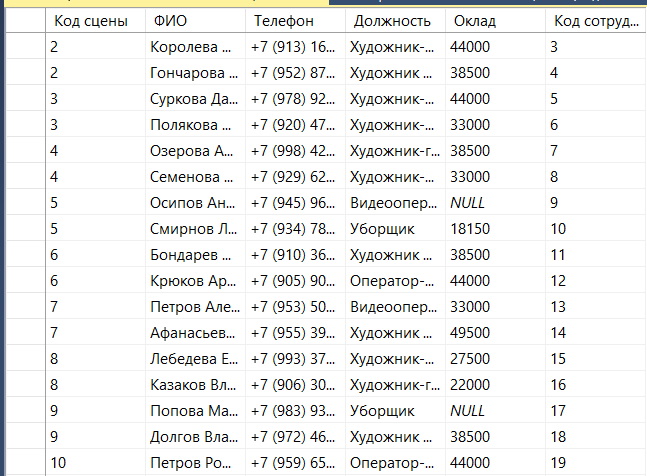 Код сцены ФИО Телефон Должность Оклад Код сотруд...
2 Королева ... +7 (913) 16... Художник-... 44000 3
2 Гончарова ... +7 (952) 87... Художник-... 38500 4
3 Суркова Да... +7 (978) 92... Художник-... 44000 5
3 Полякова ... +7 (920) 47... Художник-... 33000 6
4 Озерова А... +7 (998) 42... Художник-г... 38500 7
4 Семенова ... +7 (929) 62... Художник-... 33000 8
5 Осипов Ан... +7 (945) 96... Видеоопер... NULL 9
5 Смирнов Л... +7 (934) 78... Уборщик 18150 10
6 Бондарев ... +7 (910) 36... Художник ... 38500 11
6 Крюков Ар... +7 (905) 90... Оператор-... 44000 12
7 Петров Але... +7 (953) 50... Видеоопер... 33000 13
7 Афанасьев... +7 (955) 39... Художник ... 49500 14
8 Лебедева Е... +7 (993) 37... Художник-... 27500 15
8 Казаков Вл... +7 (906) 30... Художник-г... 22000 16
9 Попова Ма... +7 (983) 93... Уборщик NULL 17
9 Долгов Вла... +7 (972) 46... Художник ... 38500 18
10 Петров Ро... +7 (959) 65... Оператор-... 44000 19